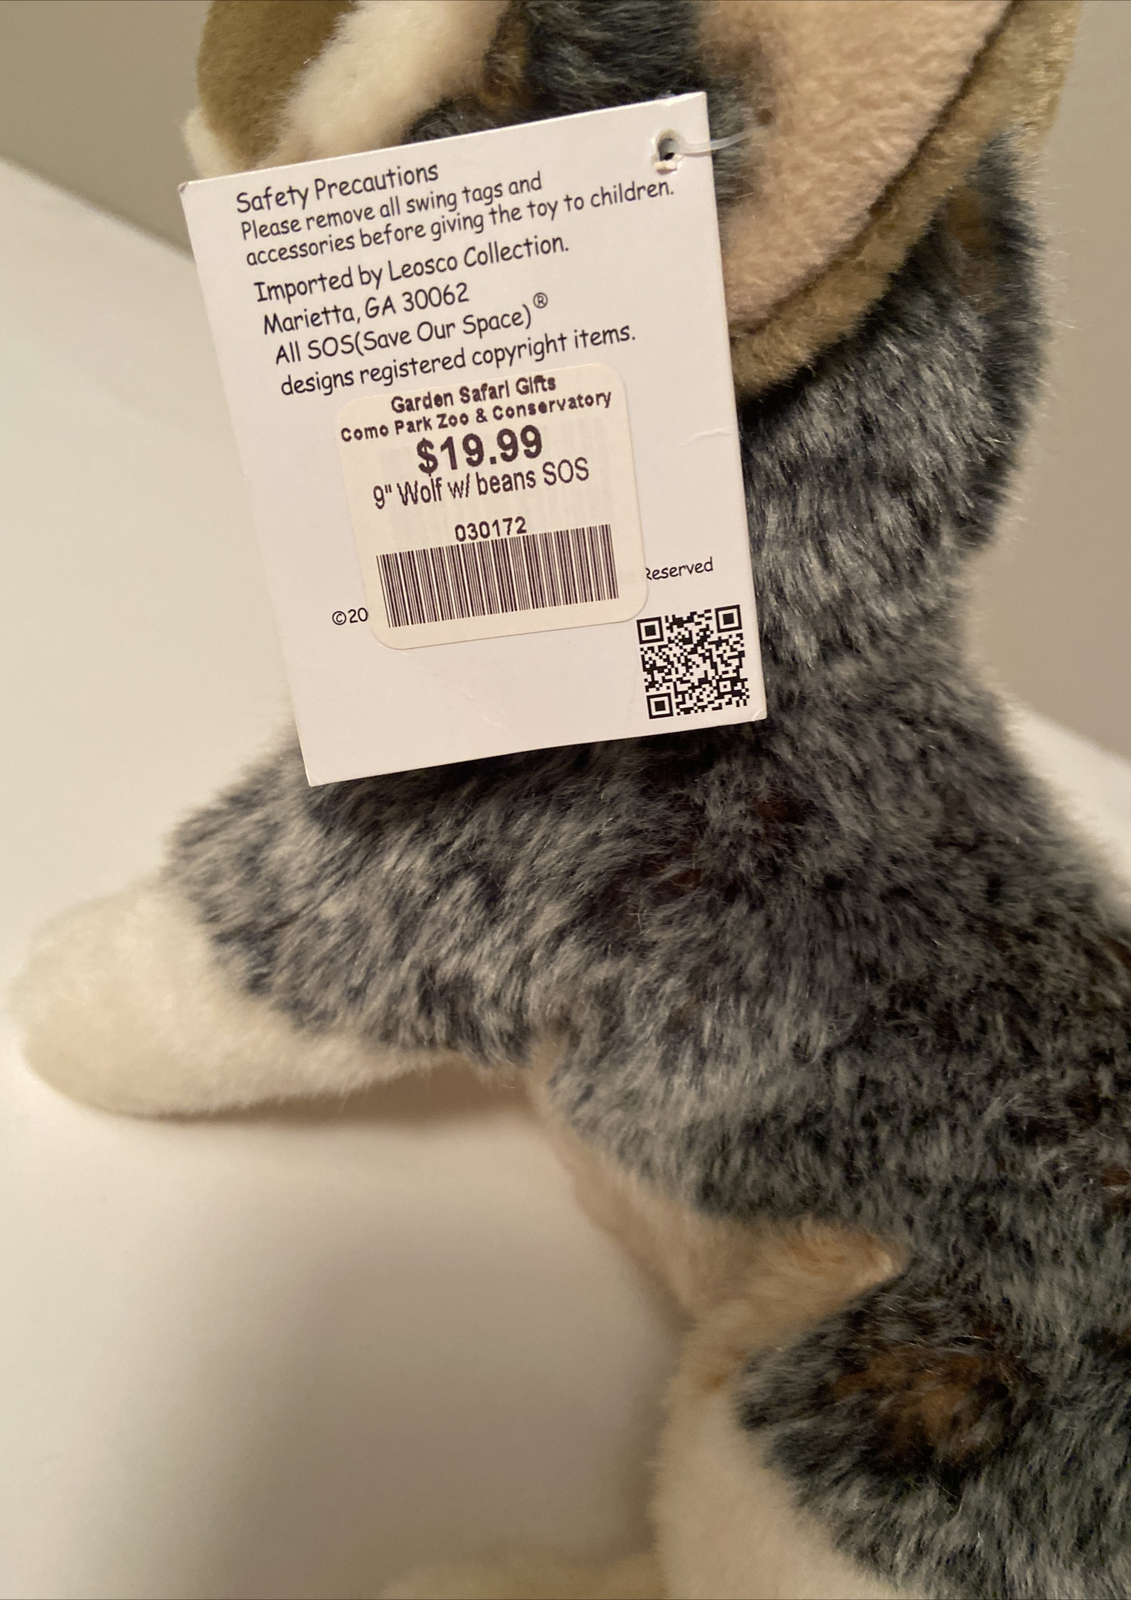 Safety Precautions
Please remove all swing tags and
accessories before giving the toy to children.
Imported by Leosco Collection.
Marietta, GA 30062
All SOS(Save Our Space)®
designs registered copyright items.
Garden Safari Gifts
Como Park Zoo & Conservatory
$19.99
9" Wolf w/ beans SOS
030172
©20 Reserved